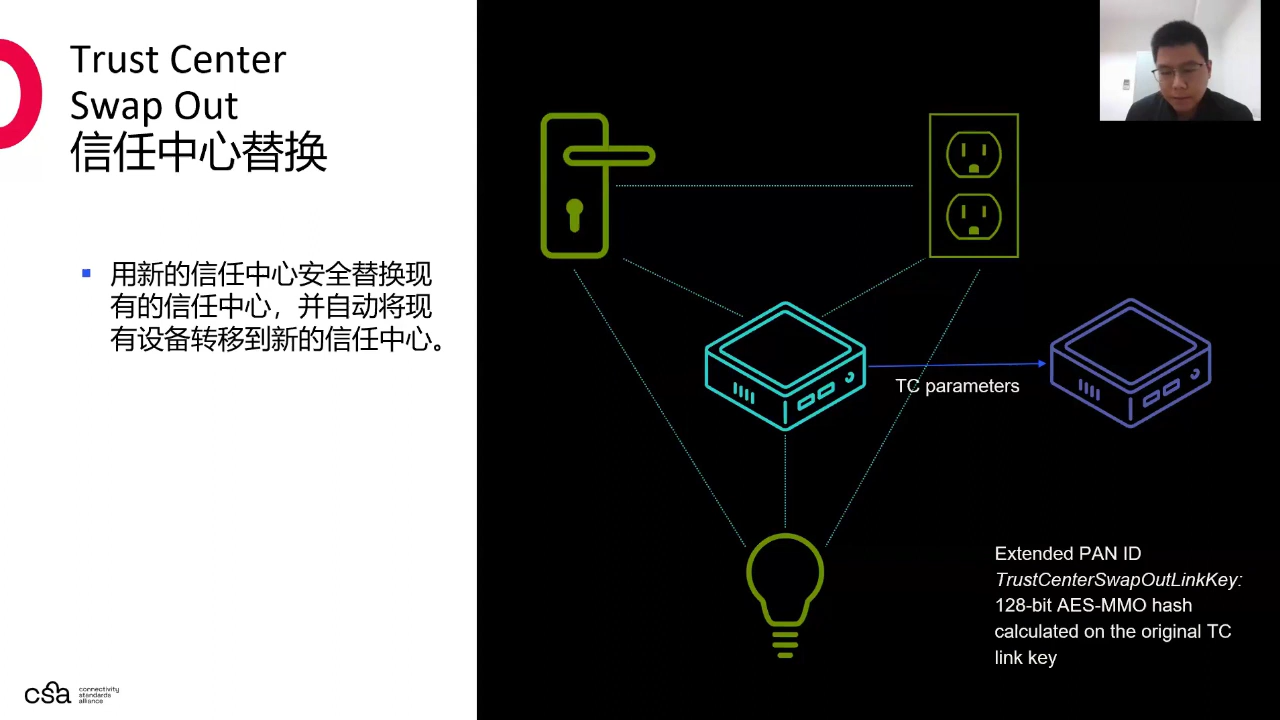 Trust Center
Swap Out
信任中心替换
用新的信任中心安全替换现
有的信任中心，并自动将现
有设备转移到新的信任中心。
TC parameters
Extended PAN ID
TrustCenterSwapOutLinkKey:
128-bit AES-MMO hash
calculated on the original TC
link key
csa
connectivity
standards
alliance